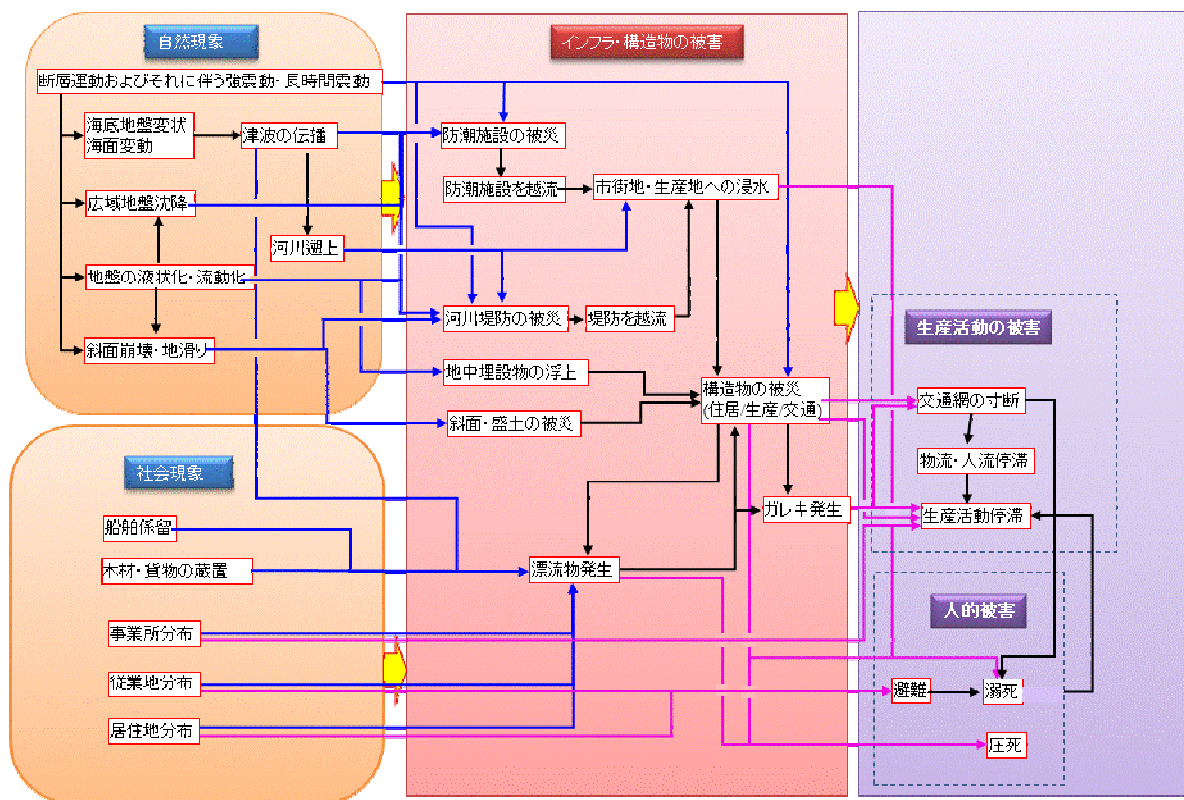 自然現象
断層運動およびそれに伴う強震動・長時間震動
海底地盤変状
海面変動
津波の伝播
広域地盤沈降
河川遡上
地盤の液状化・流動化
斜面崩壊・地滑り
社会現象
船舶係留
木材・貨物の蔵置
事業所分布
従業地分布
居住地分布
インフラ・構造物の被害
防潮施設の被災
防潮施設を越流
市街地・生産地への浸水
河川堤防の被災
堤防を越流
地中埋設物の浮上
構造物の被災
(住居/生産/交通)
斜面・盛土の被災
ガレキ発生
漂流物発生
生産活動の被害
交通網の寸断
物流・人流停滞
生産活動停滞
人的被害
避難
溺死
圧死